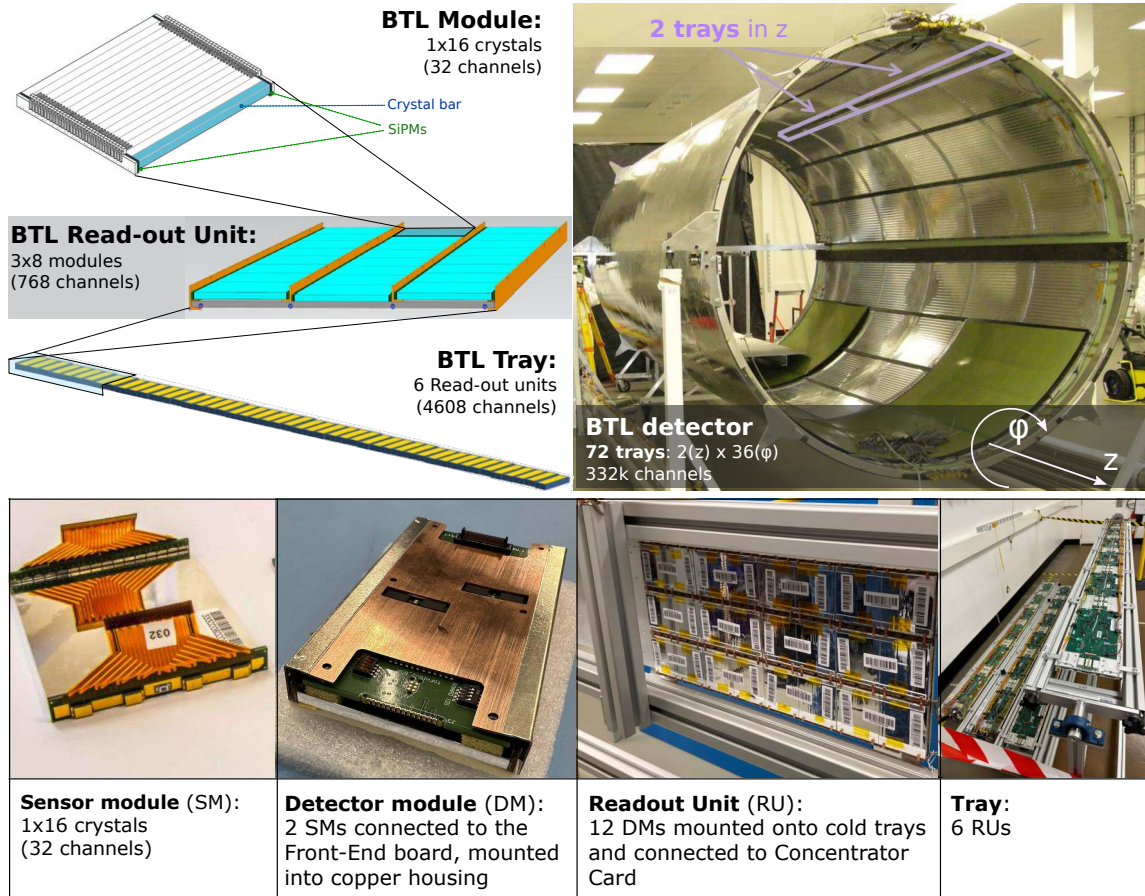 BTL Module:
1x16 crystals
(32 channels)
Crystal bar
SiPMs
BTL Read-out Unit:
3x8 modules
(768 channels)
BTL Tray:
6 Read-out units
(4608 channels)
2 trays in z
BTL detector
72 trays: 2(z) x 36(φ)
332k channels
φ
z
032
Sensor module (SM):
1x16 crystals
(32 channels)
Detector module (DM):
2 SMs connected to the
Front-End board, mounted
into copper housing
Readout Unit (RU):
12 DMs mounted onto cold trays
and connected to Concentrator
Card
Tray:
6 RUs